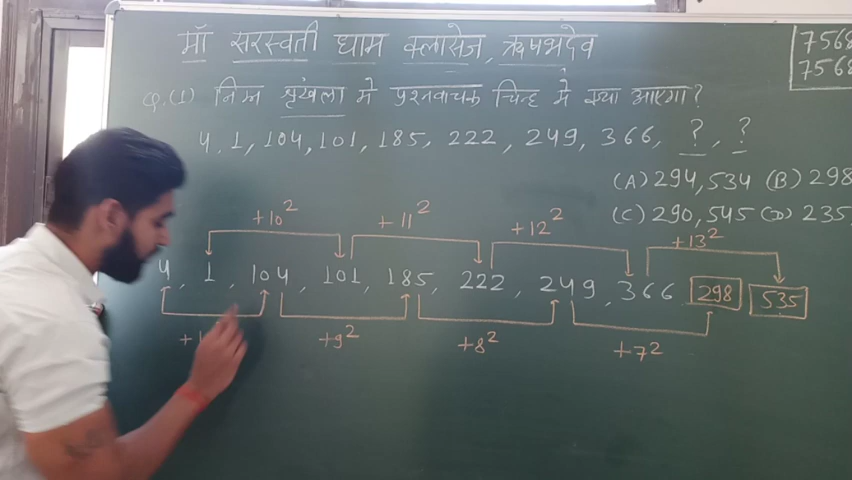 माँ सरस्वती धाम क्लासेज, ऋषभदेव
7568
7568
Q.(1) निम्न श्रृंखला मे प्रश्नवाचक चिन्ह मे क्या आएगा?
4, 1, 104, 101, 185, 222, 249, 366, ?, ?
(A) 294, 534 (B) 298
(C) 290, 545 (D) 235,
+10² +11² +12² +13²
4, 1, 104, 101, 185, 222, 249, 366 298 535
+9² +8² +7²